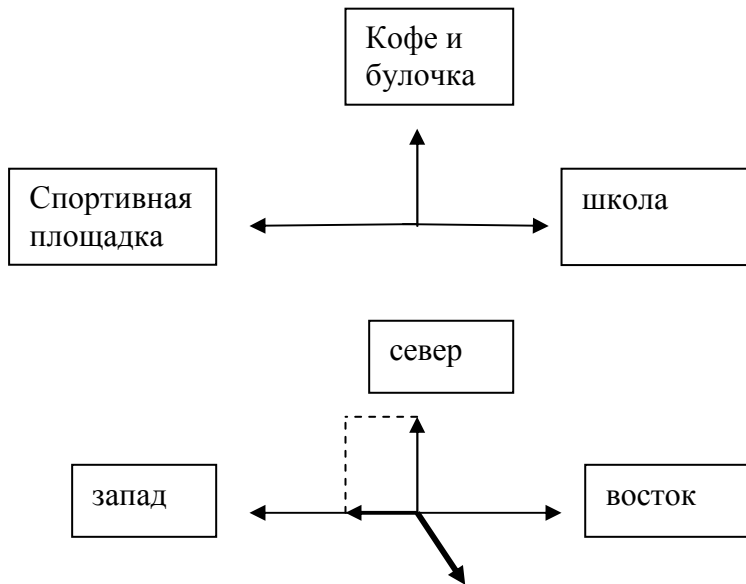 Кофе и
булочка
Спортивная
площадка
школа
север
запад
восток